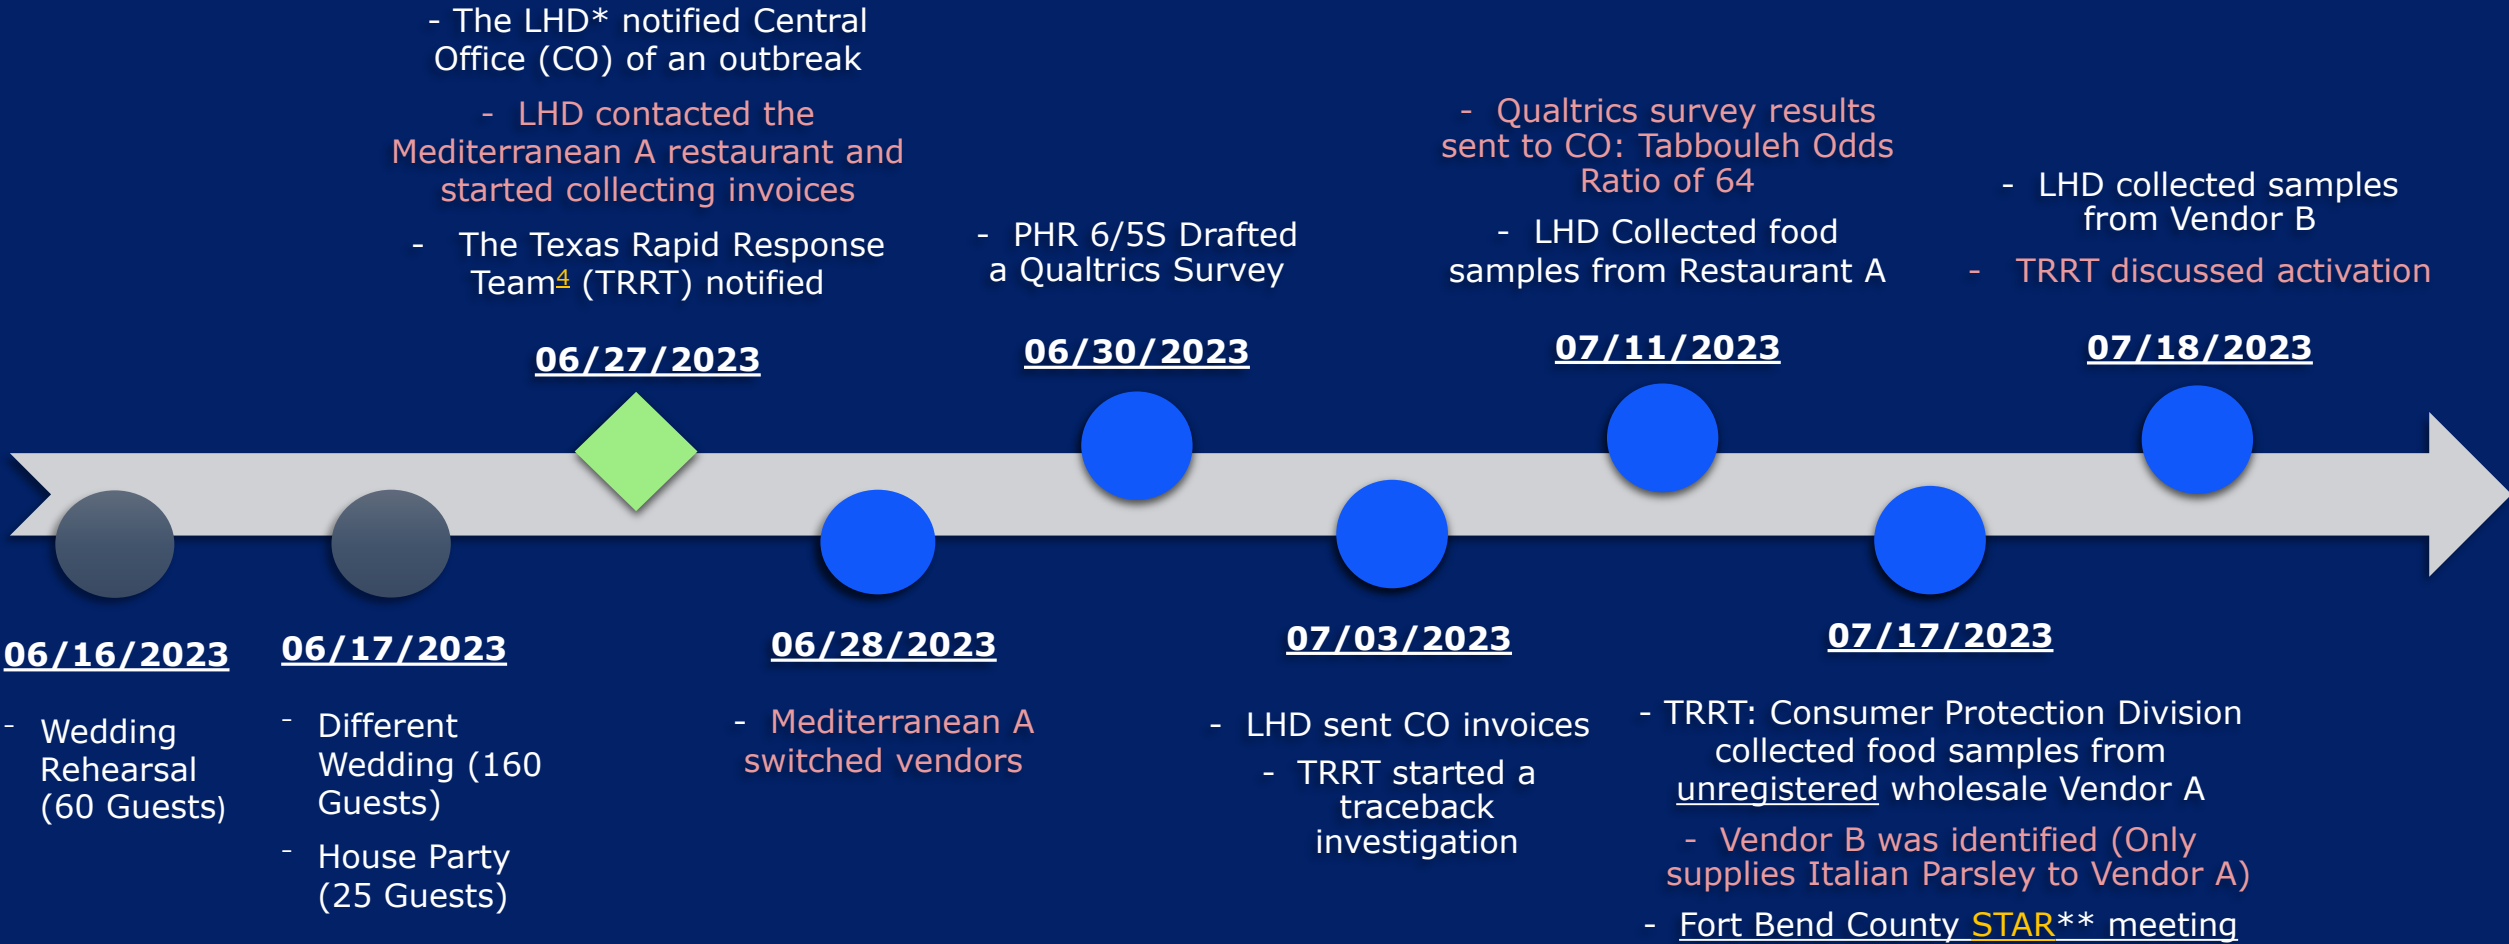 - The LHD* notified Central
Office (CO) of an outbreak
- LHD contacted the
Mediterranean A restaurant and
started collecting invoices
- The Texas Rapid Response
Team4 (TRRT) notified
06/27/2023
- PHR 6/5S Drafted
a Qualtrics Survey
06/30/2023
- Qualtrics survey results
sent to CO: Tabbouleh Odds
Ratio of 64
- LHD Collected food
samples from Restaurant A
07/11/2023
- LHD collected samples
from Vendor B
- TRRT discussed activation
07/18/2023
06/16/2023
- Wedding
Rehearsal
(60 Guests)
06/17/2023
- Different
Wedding (160
Guests)
- House Party
(25 Guests)
06/28/2023
- Mediterranean A
switched vendors
07/03/2023
- LHD sent CO invoices
- TRRT started a
traceback
investigation
07/17/2023
- TRRT: Consumer Protection Division
collected food samples from
unregistered wholesale Vendor A
- Vendor B was identified (Only
supplies Italian Parsley to Vendor A)
- Fort Bend County STAR** meeting